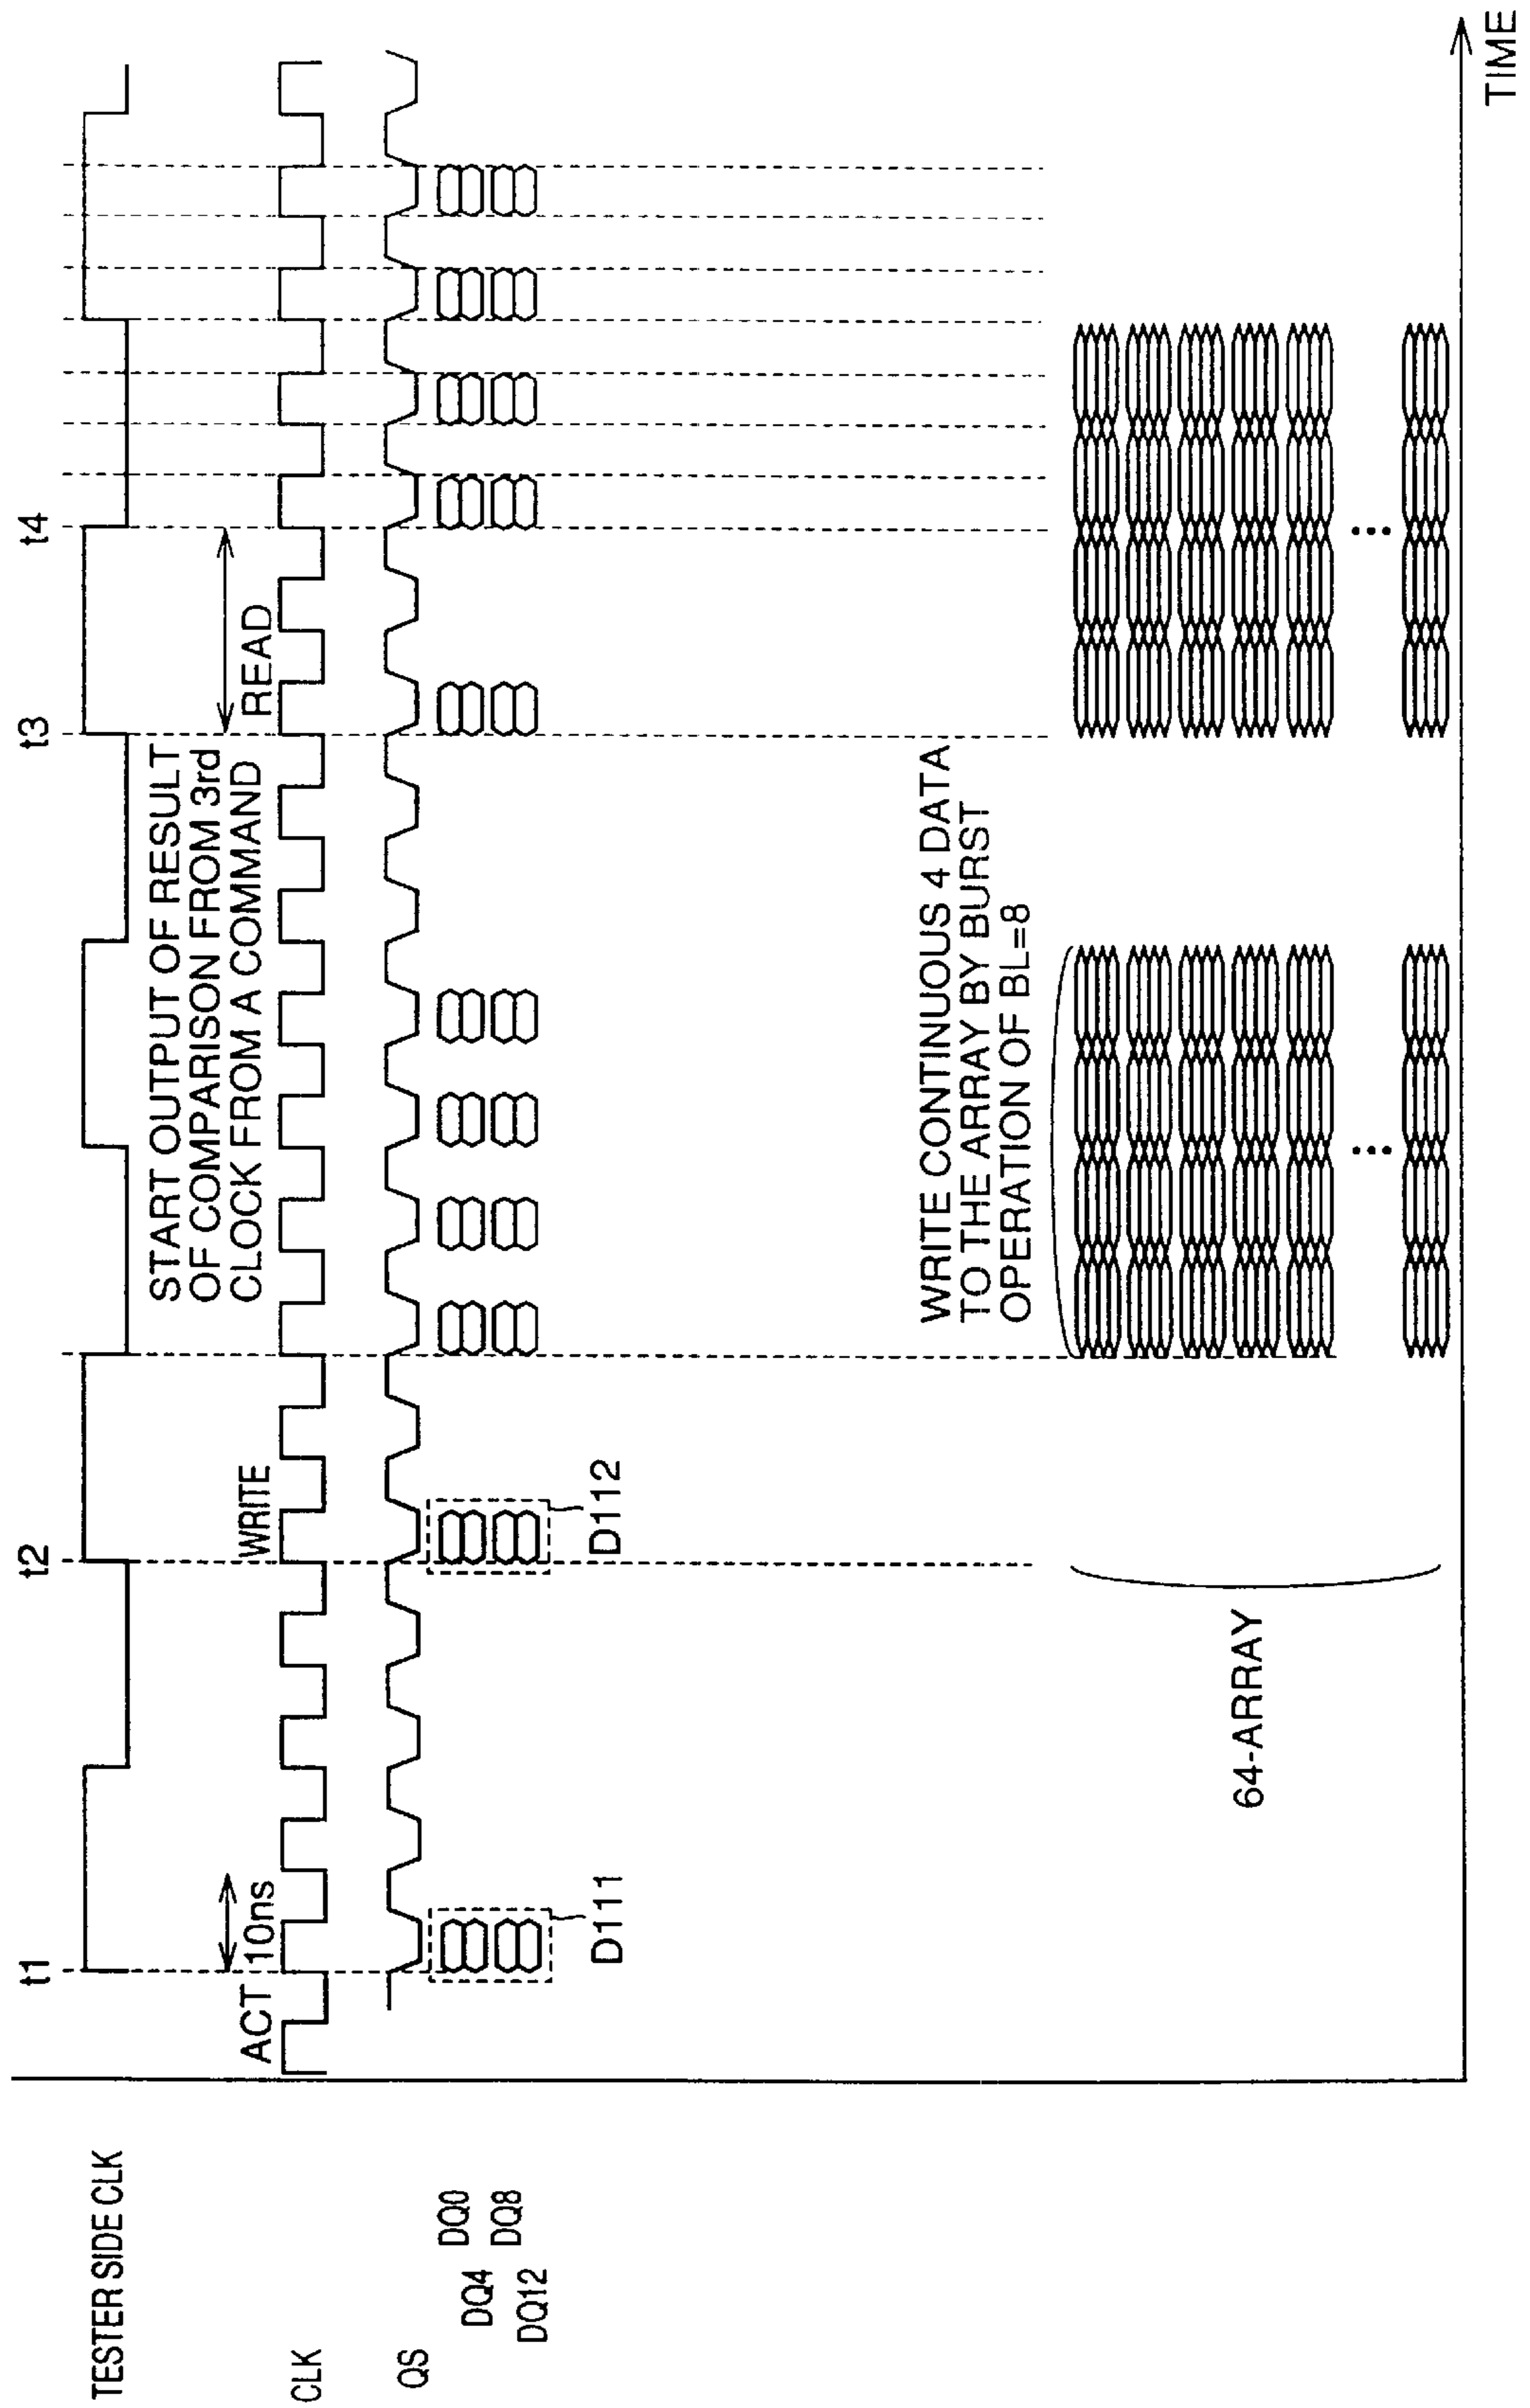 t1
t2
t3
t4
TESTER SIDE CLK
START OUTPUT OF RESULT
OF COMPARISON FROM 3rd
CLOCK FROM A COMMAND
ACT
10ns
WRITE
READ
CLK
QS
DQ0
DQ4
DQ8
DQ12
D111
D112
WRITE CONTINUOUS 4 DATA
TO THE ARRAY BY BURST
OPERATION OF BL=8
64-ARRAY
...
...
TIME